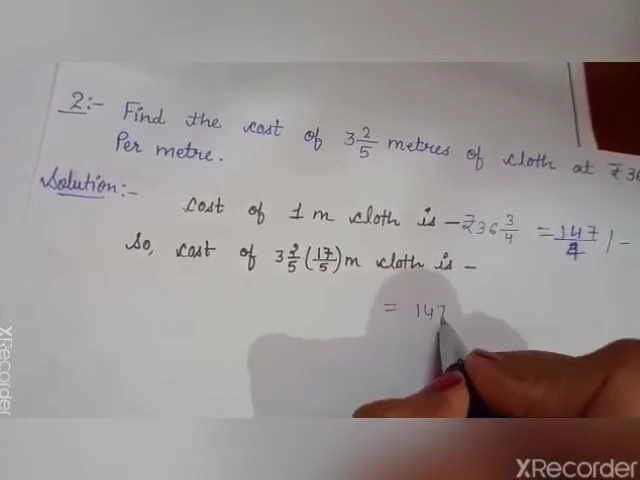 2:- Find the cost of 3 2/5 metres of cloth at ₹36
Per metre.
Solution:-
cost of 1 m cloth is - ₹36 3/4 = 147/4 /-
So, cost of 3 2/5 (17/5) m cloth is -
= 147
XRecorder
XRecorder